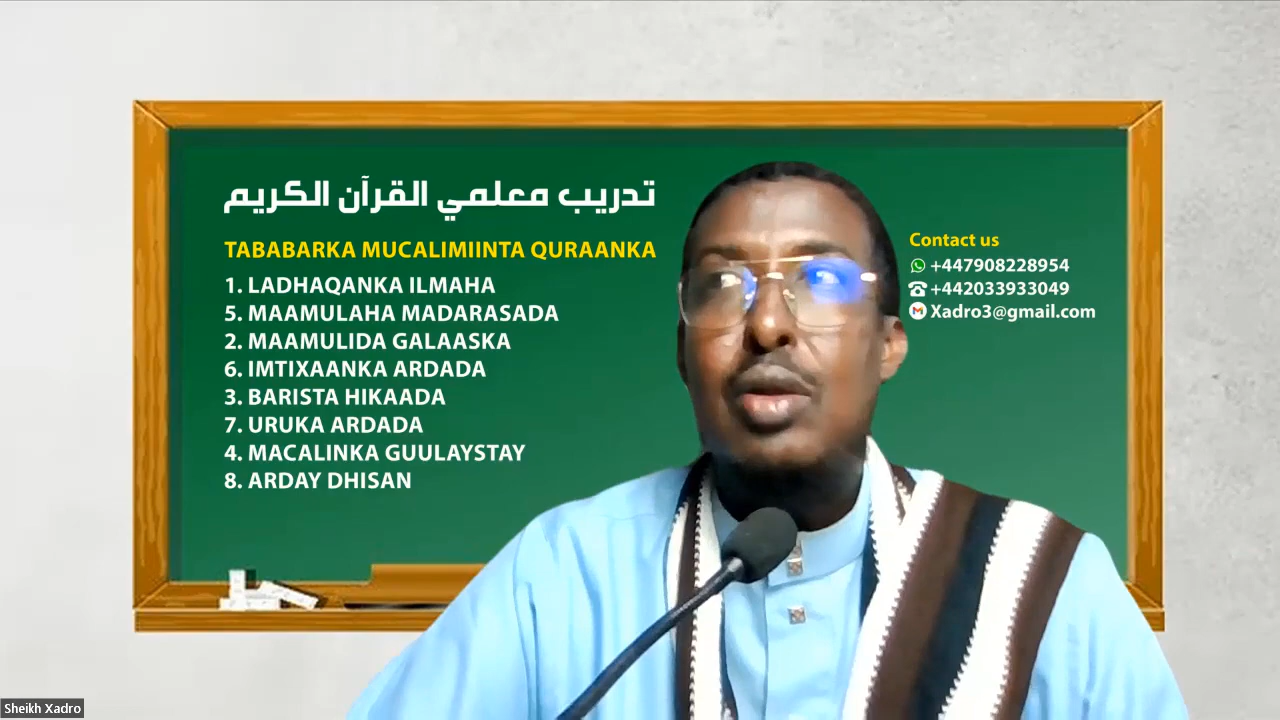 تدريب معلمي القرآن الكريم
TABABARKA MUCALIMIINTA QURAANKA
1. LADHAQANKA ILMAHA
5. MAAMULAHA MADARASADA
2. MAAMULIDA GALAASKA
6. IMTIXAANKA ARDADA
3. BARISTA HIKAADA
7. URUKA ARDADA
4. MACALINKA GUULAYSTAY
8. ARDAY DHISAN
Contact us
+447908228954
+442033933049
Xadro3@gmail.com
Sheikh Xadro